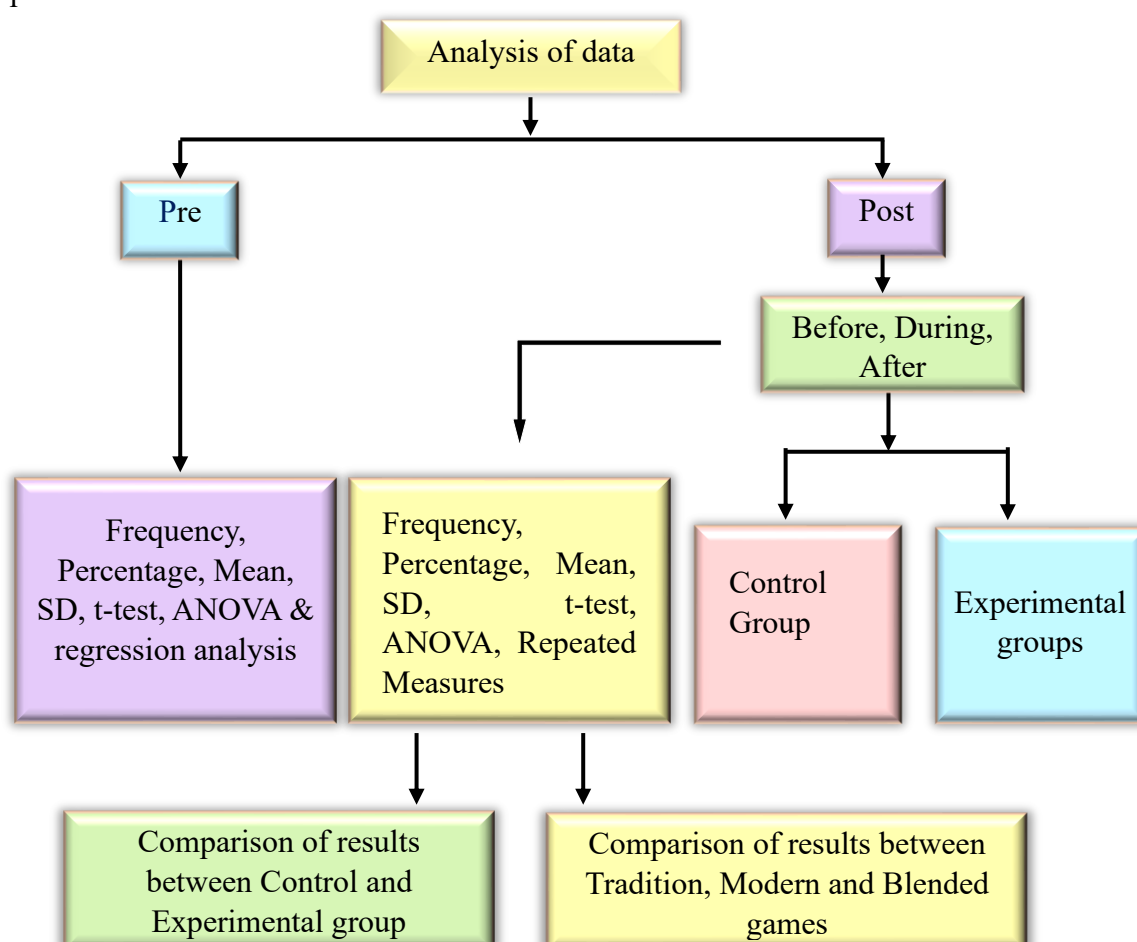 Analysis of data
Pre
Post
Before, During,
After
Frequency,
Percentage, Mean,
SD, t-test, ANOVA &
regression analysis
Frequency,
Percentage, Mean,
SD, t-test,
ANOVA, Repeated
Measures
Control
Group
Experimental
groups
Comparison of results
between Control and
Experimental group
Comparison of results between
Tradition, Modern and Blended
games